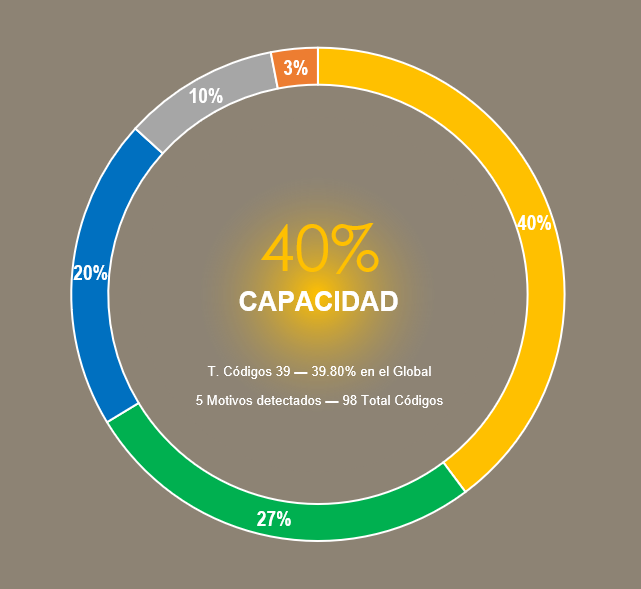 3%
10%
40%
20%
40%
CAPACIDAD
T. Códigos 39 — 39.80% en el Global
5 Motivos detectados — 98 Total Códigos
27%